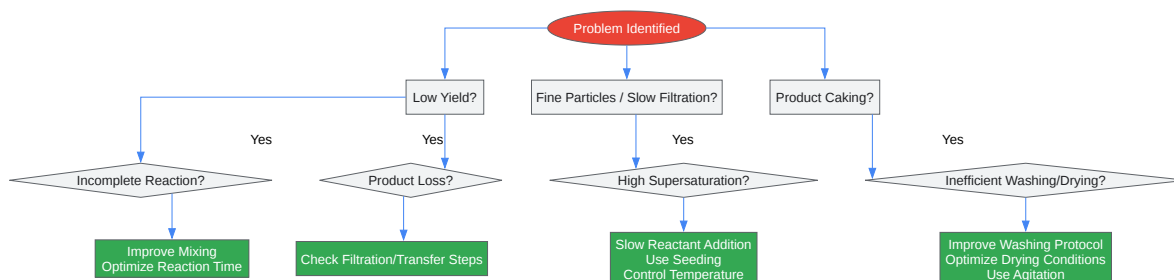 Problem Identified
Low Yield?
Fine Particles / Slow Filtration?
Product Caking?
Yes
Yes
Yes
Yes
Incomplete Reaction?
Product Loss?
High Supersaturation?
Inefficient Washing/Drying?
Improve Mixing
Optimize Reaction Time
Check Filtration/Transfer Steps
Slow Reactant Addition
Use Seeding
Control Temperature
Improve Washing Protocol
Optimize Drying Conditions
Use Agitation